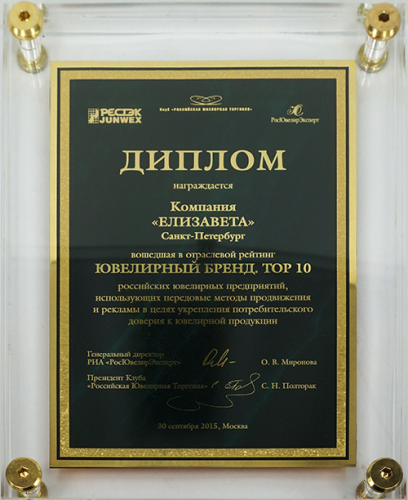 РЕСТЭК
JUNWEX
Клуб «РОССИЙСКАЯ ЮВЕЛИРНАЯ ТОРГОВЛЯ»
РосЮвелирЭксперт
ДИПЛОМ
награждается
Компания
«ЕЛИЗАВЕТА»
Санкт-Петербург
вошедшая в отраслевой рейтинг
ЮВЕЛИРНЫЙ БРЕНД. TOP 10
российских ювелирных предприятий,
использующих передовые методы продвижения
и рекламы в целях укрепления потребительского
доверия к ювелирной продукции
Генеральный директор
РИА «РосЮвелирЭксперт»
О. В. Миронова
Президент Клуба
«Российская Ювелирная Торговля»
С. Н. Полторак
30 сентября 2015, Москва